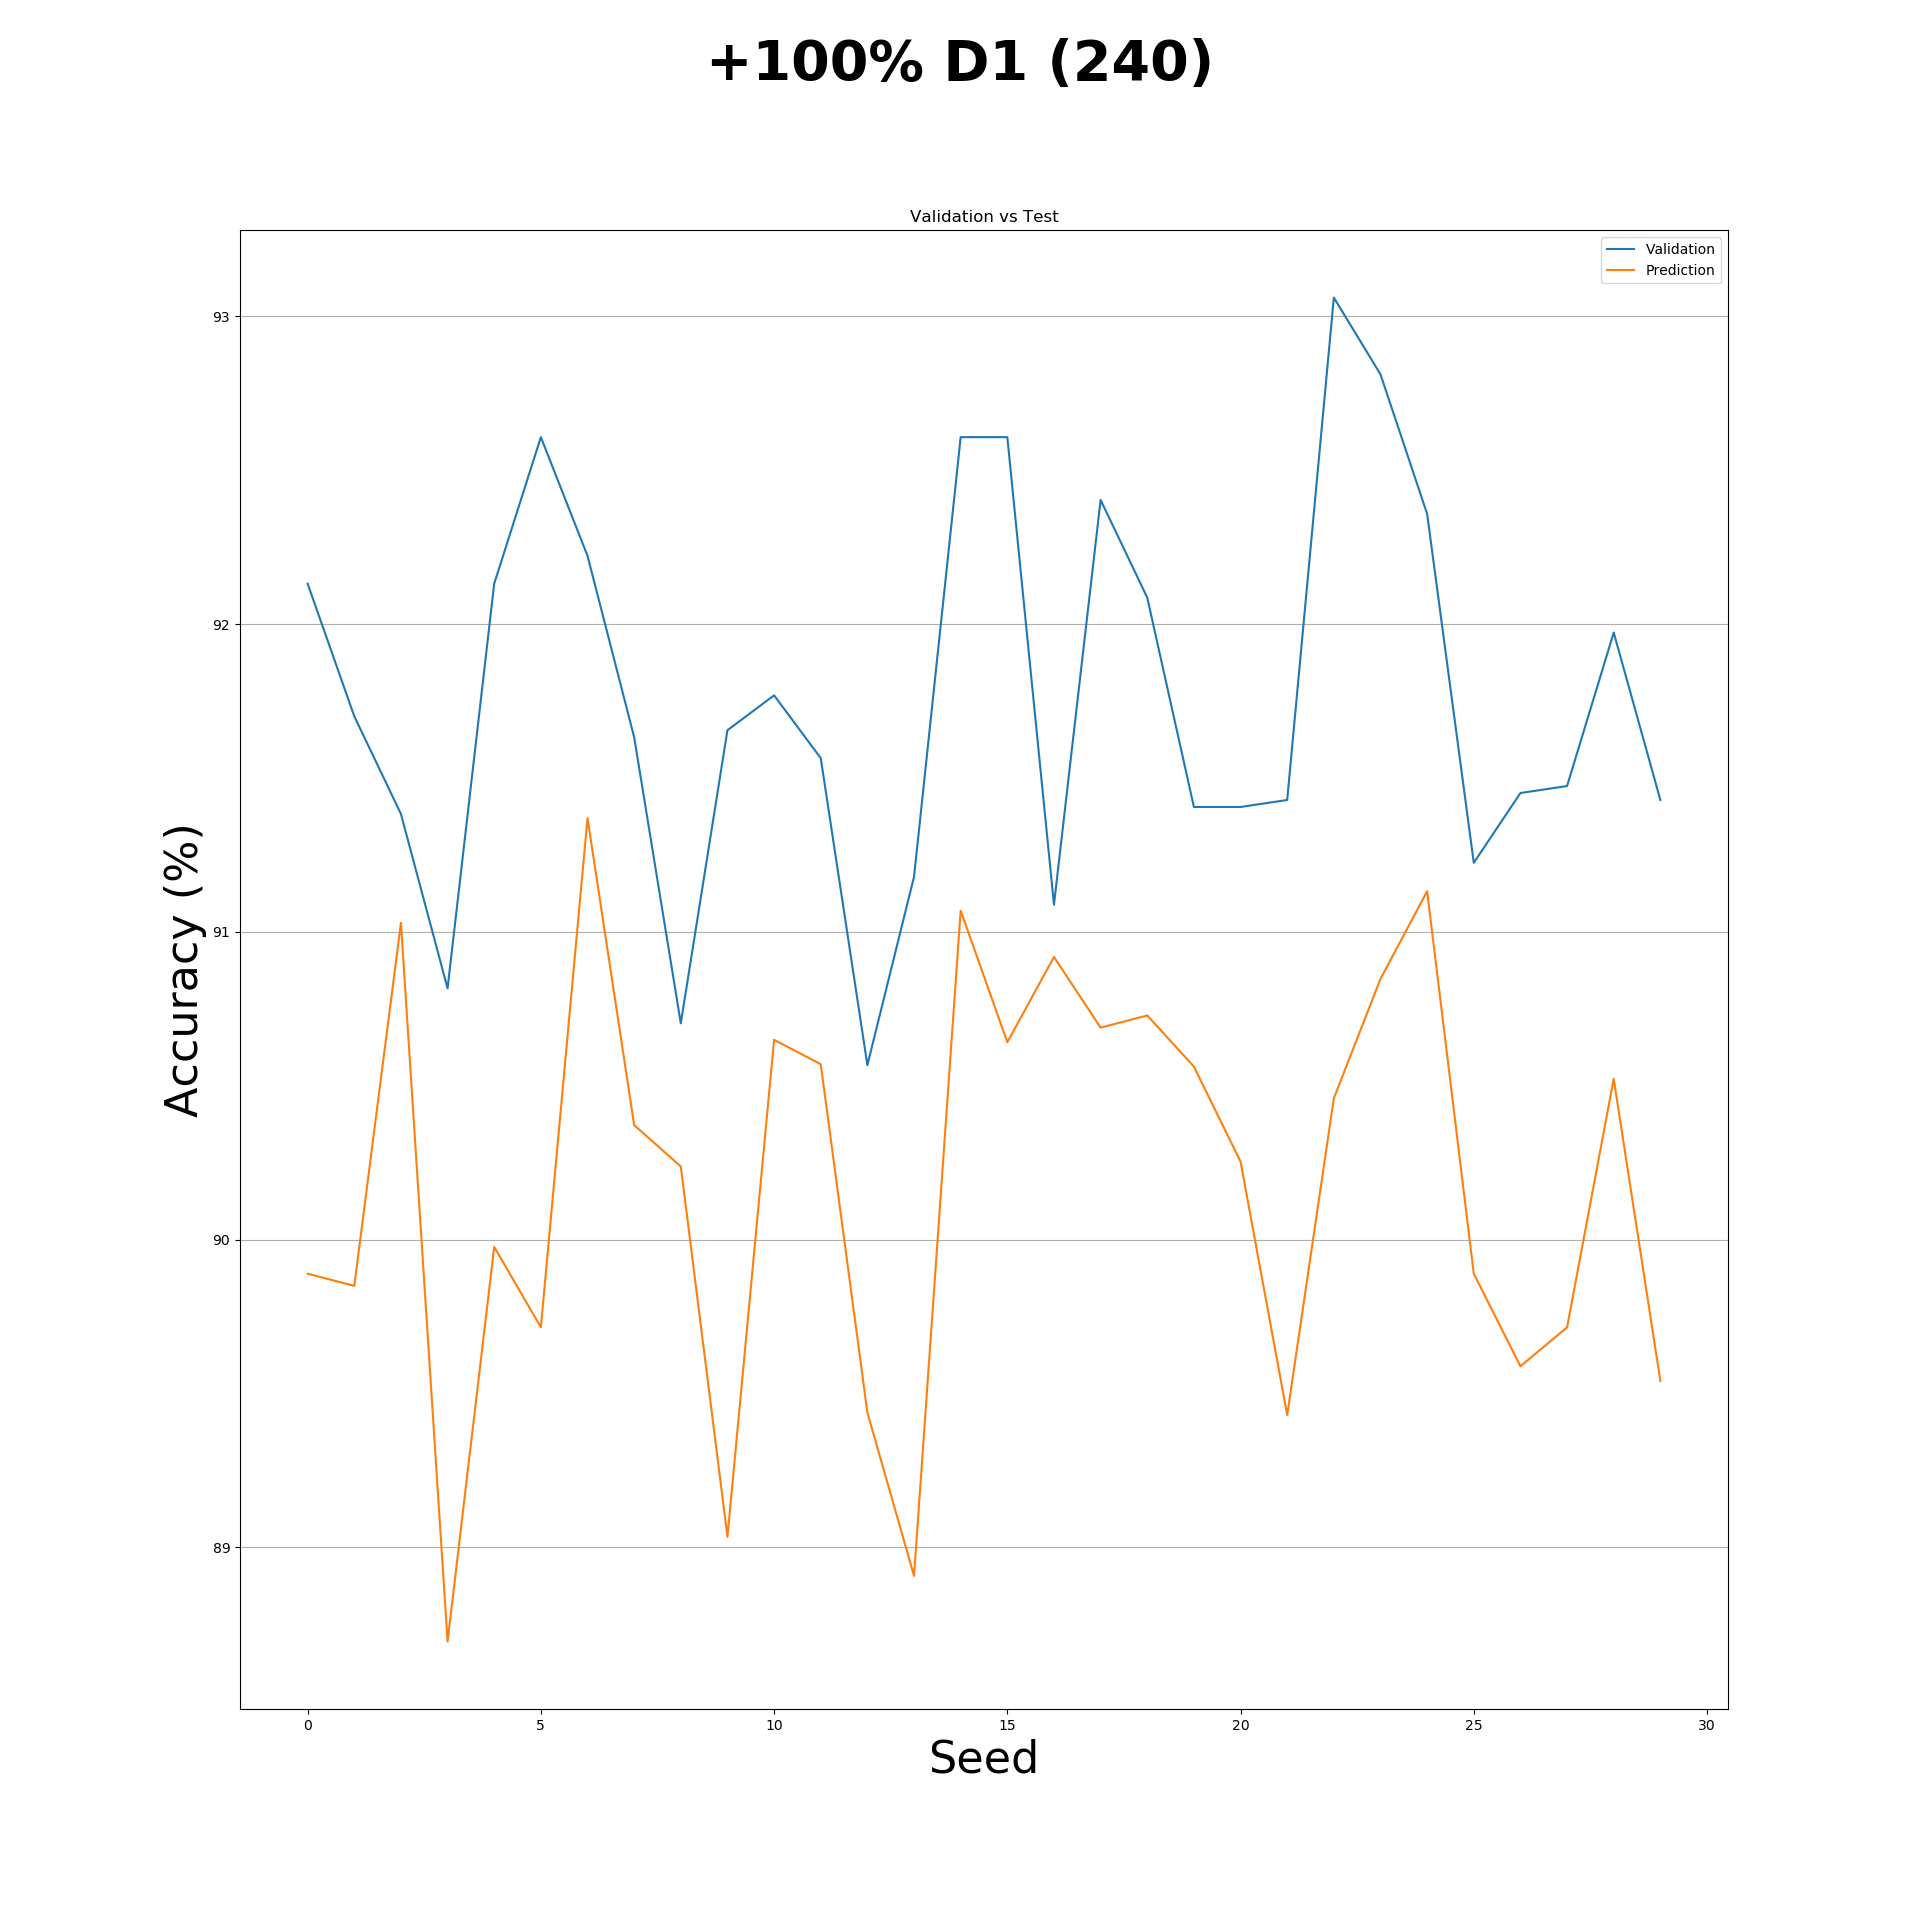 +100% D1 (240)
Validation vs Test
Validation
Prediction
93
92
91
90
89
Accuracy (%)
0 5 10 15 20 25 30
Seed